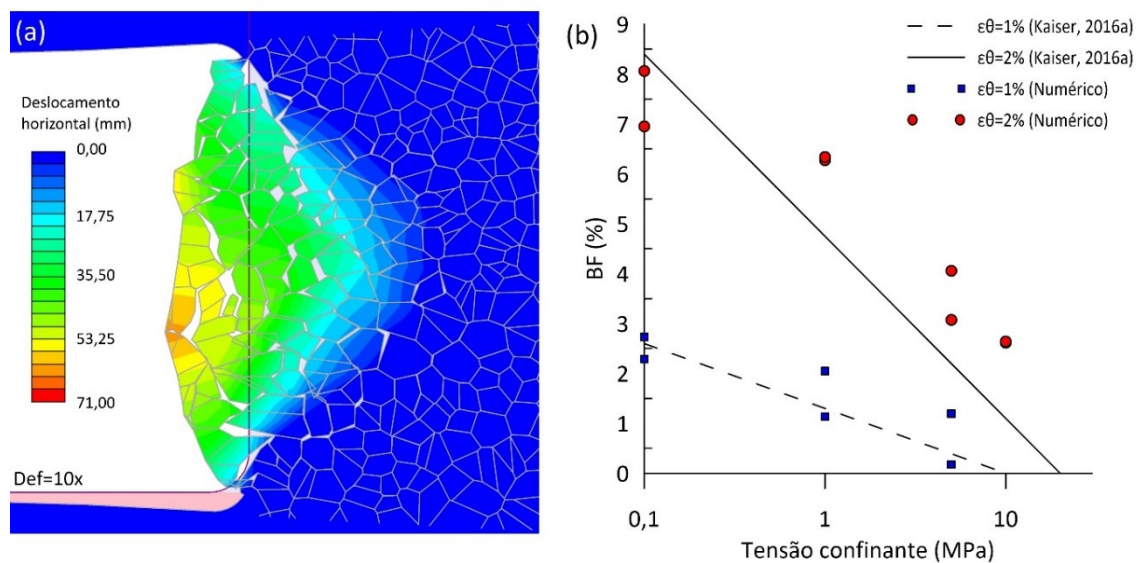 (a)
Deslocamento
horizontal (mm)
0,00
17,75
35,50
53,25
71,00
Def=10x
(b)
εθ=1% (Kaiser, 2016a)
εθ=2% (Kaiser, 2016a)
εθ=1% (Numérico)
εθ=2% (Numérico)
BF (%)
9
8
7
6
5
4
3
2
1
0
0,1
1
10
Tensão confinante (MPa)